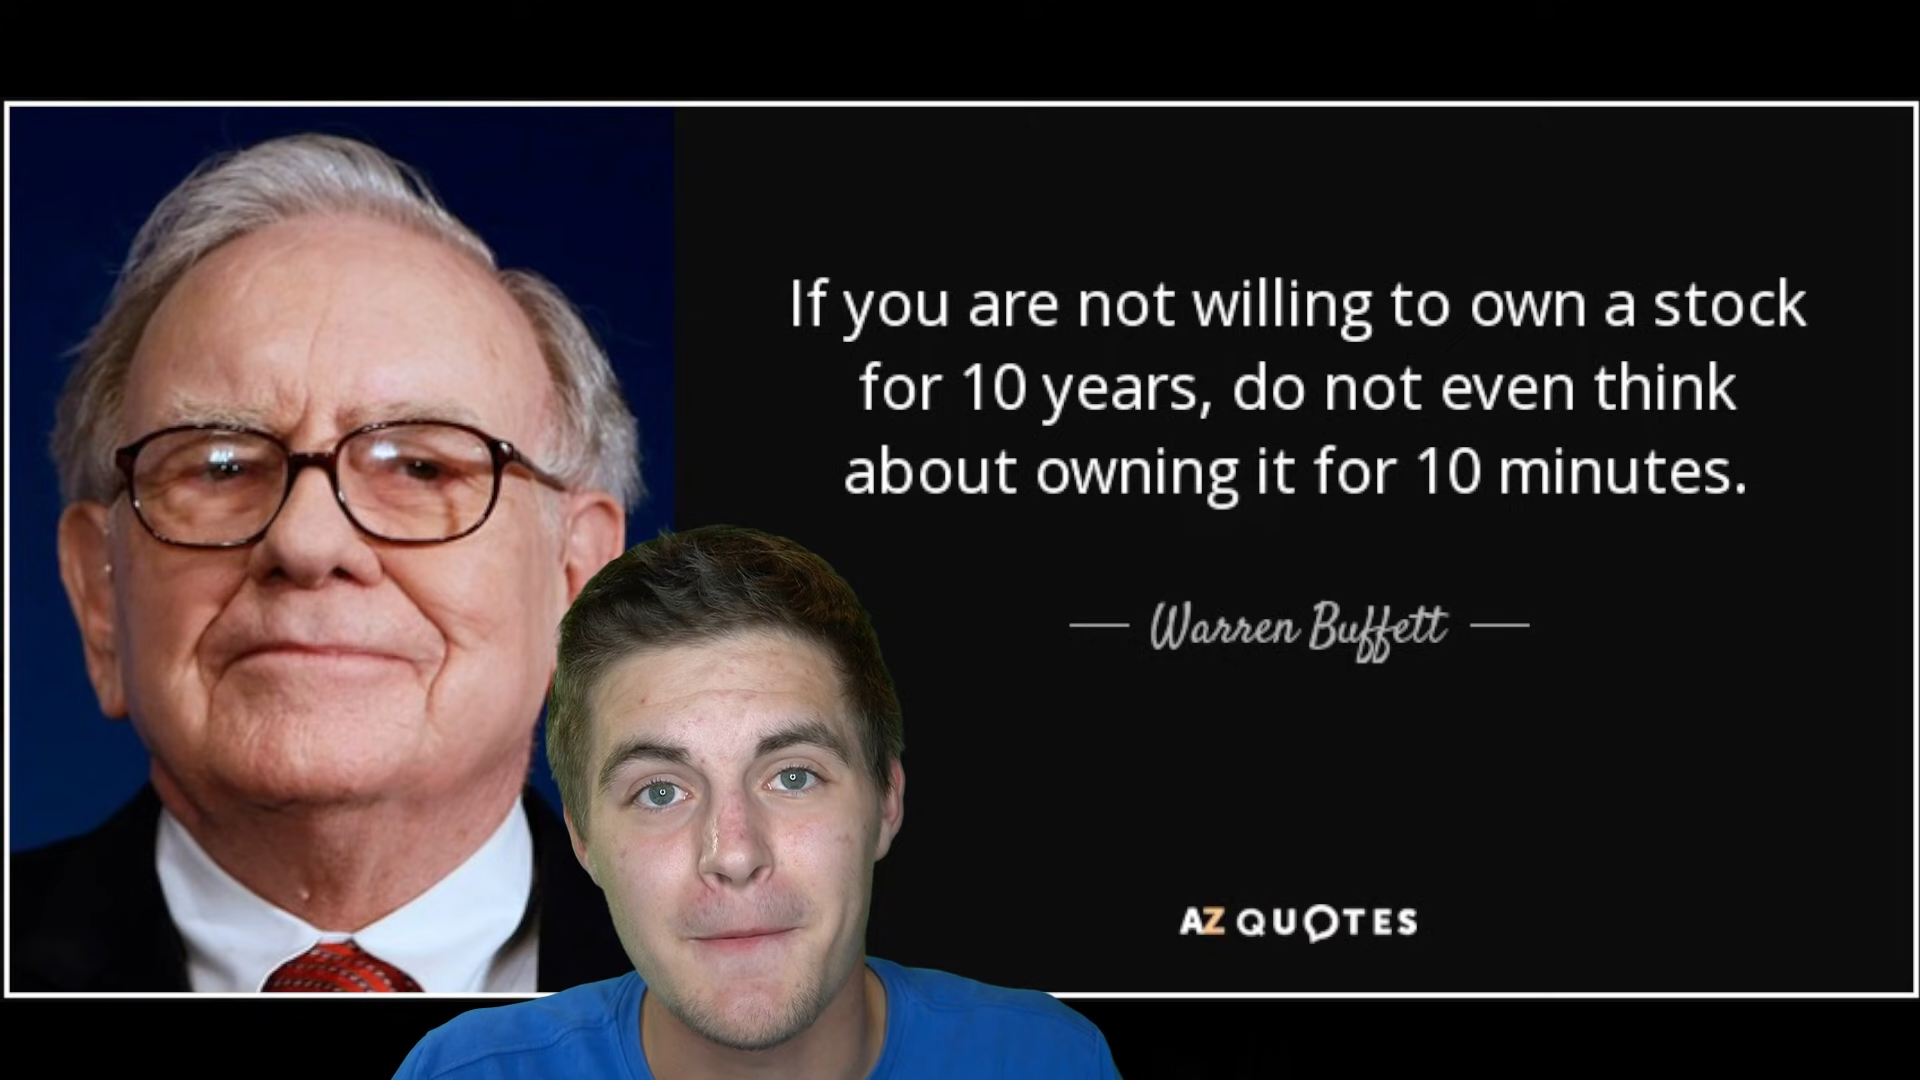 If you are not willing to own a stock
for 10 years, do not even think
about owning it for 10 minutes.
Warren Buffett
AZ QUOTES